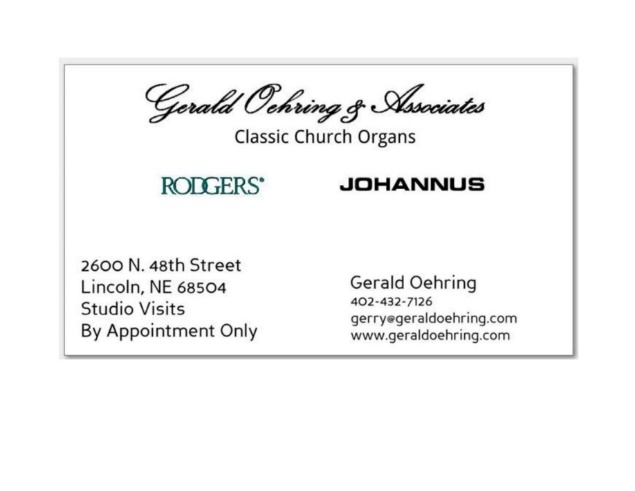 Gerald Oehring & Associates
Classic Church Organs
RODGERS®
JOHANNUS
2600 N. 48th Street
Lincoln, NE 68504
Studio Visits
By Appointment Only
Gerald Oehring
402-432-7126
gerry@geraldoehring.com
www.geraldoehring.com